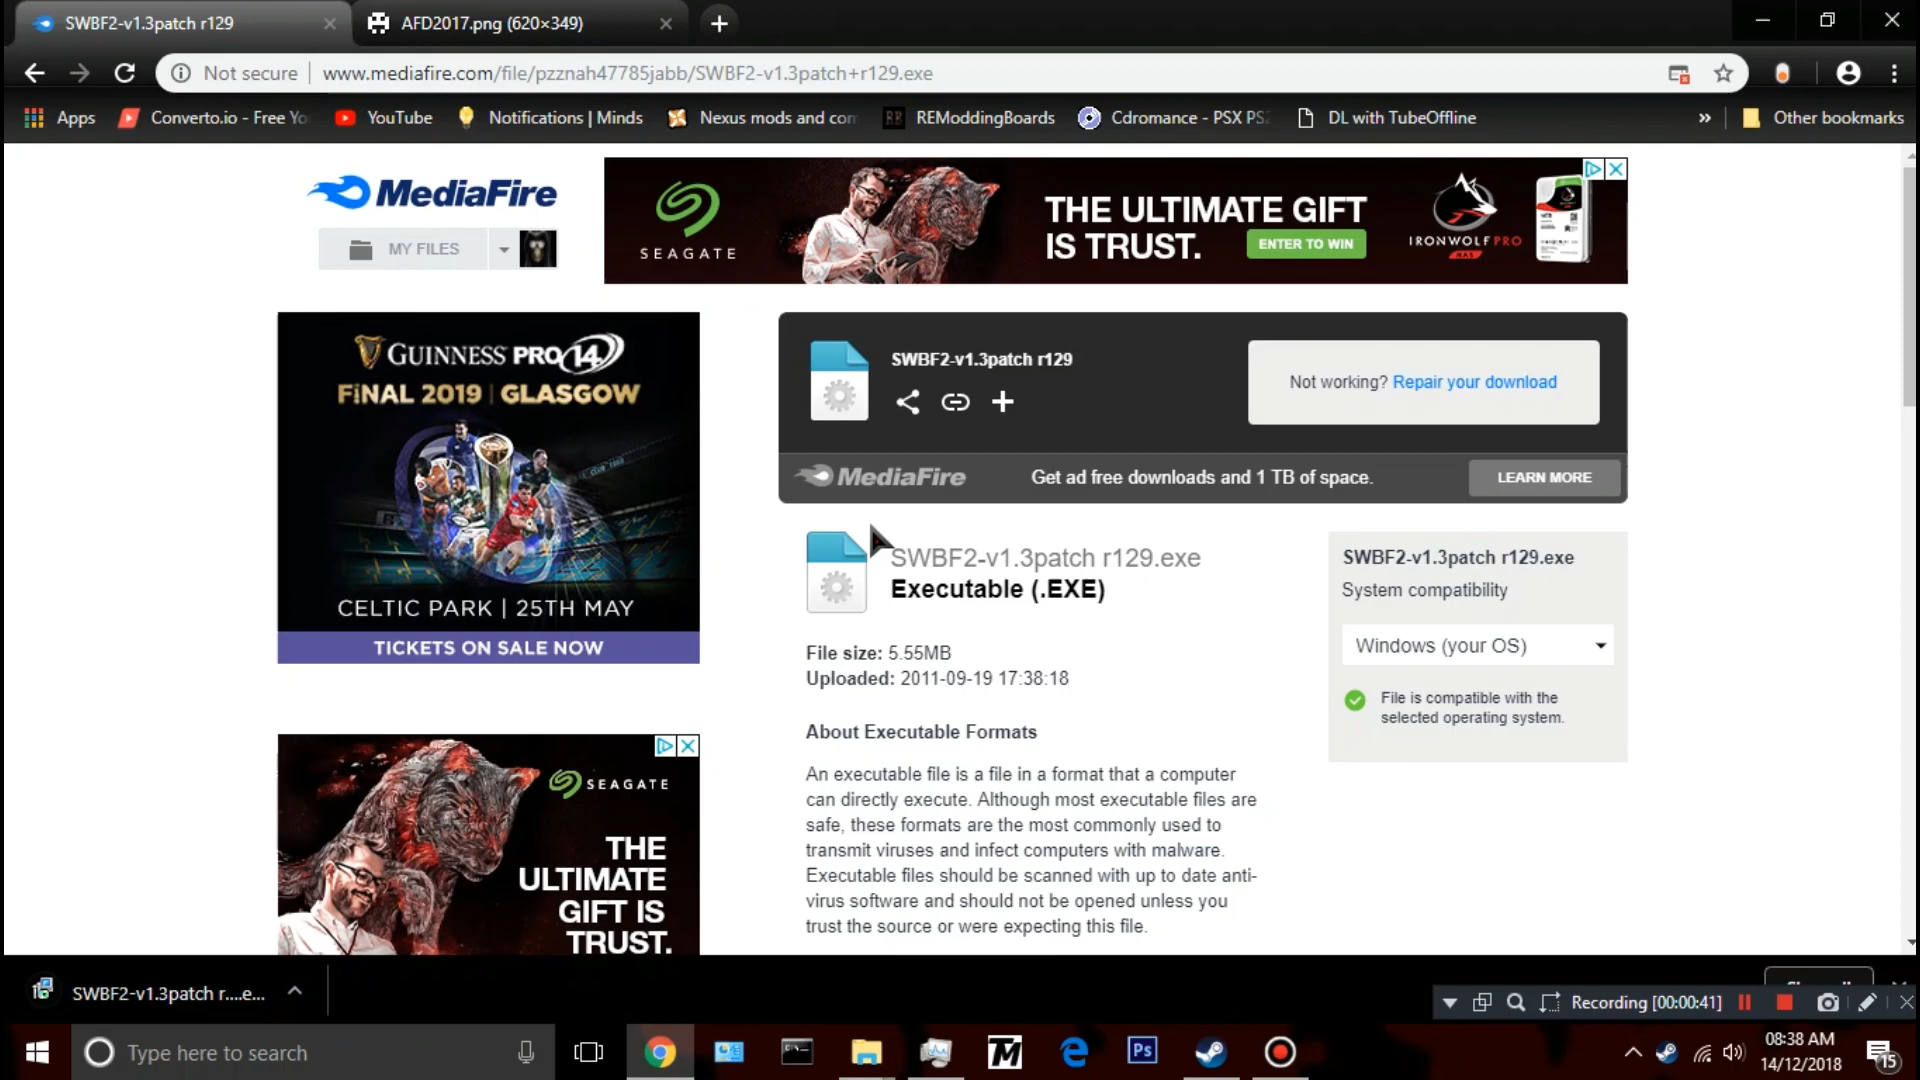 SWBF2-v1.3patch r129
AFD2017.png (620×349)
Not secure
www.mediafire.com/file/pzznah47785jabb/SWBF2-v1.3patch+r129.exe
Apps
Converto.io - Free Yo
YouTube
Notifications | Minds
Nexus mods and com
REModdingBoards
Cdromance - PSX PS2
DL with TubeOffline
»
Other bookmarks
MediaFire
MY FILES
SEAGATE
THE ULTIMATE GIFT
IS TRUST.
ENTER TO WIN
IRONWOLF PRO
NAS
GUINNESS PRO14
FINAL 2019 | GLASGOW
CELTIC PARK | 25TH MAY
TICKETS ON SALE NOW
SWBF2-v1.3patch r129
Not working? Repair your download
MediaFire
Get ad free downloads and 1 TB of space.
LEARN MORE
SWBF2-v1.3patch r129.exe
Executable (.EXE)
File size: 5.55MB
Uploaded: 2011-09-19 17:38:18
About Executable Formats
An executable file is a file in a format that a computer
can directly execute. Although most executable files are
safe, these formats are the most commonly used to
transmit viruses and infect computers with malware.
Executable files should be scanned with up to date anti-
virus software and should not be opened unless you
trust the source or were expecting this file.
SWBF2-v1.3patch r129.exe
System compatibility
Windows (your OS)
File is compatible with the
selected operating system.
SEAGATE
THE
ULTIMATE
GIFT IS
TRUST.
SWBF2-v1.3patch r....e...
Recording [00:00:41]
Type here to search
Ps
08:38 AM
14/12/2018
15